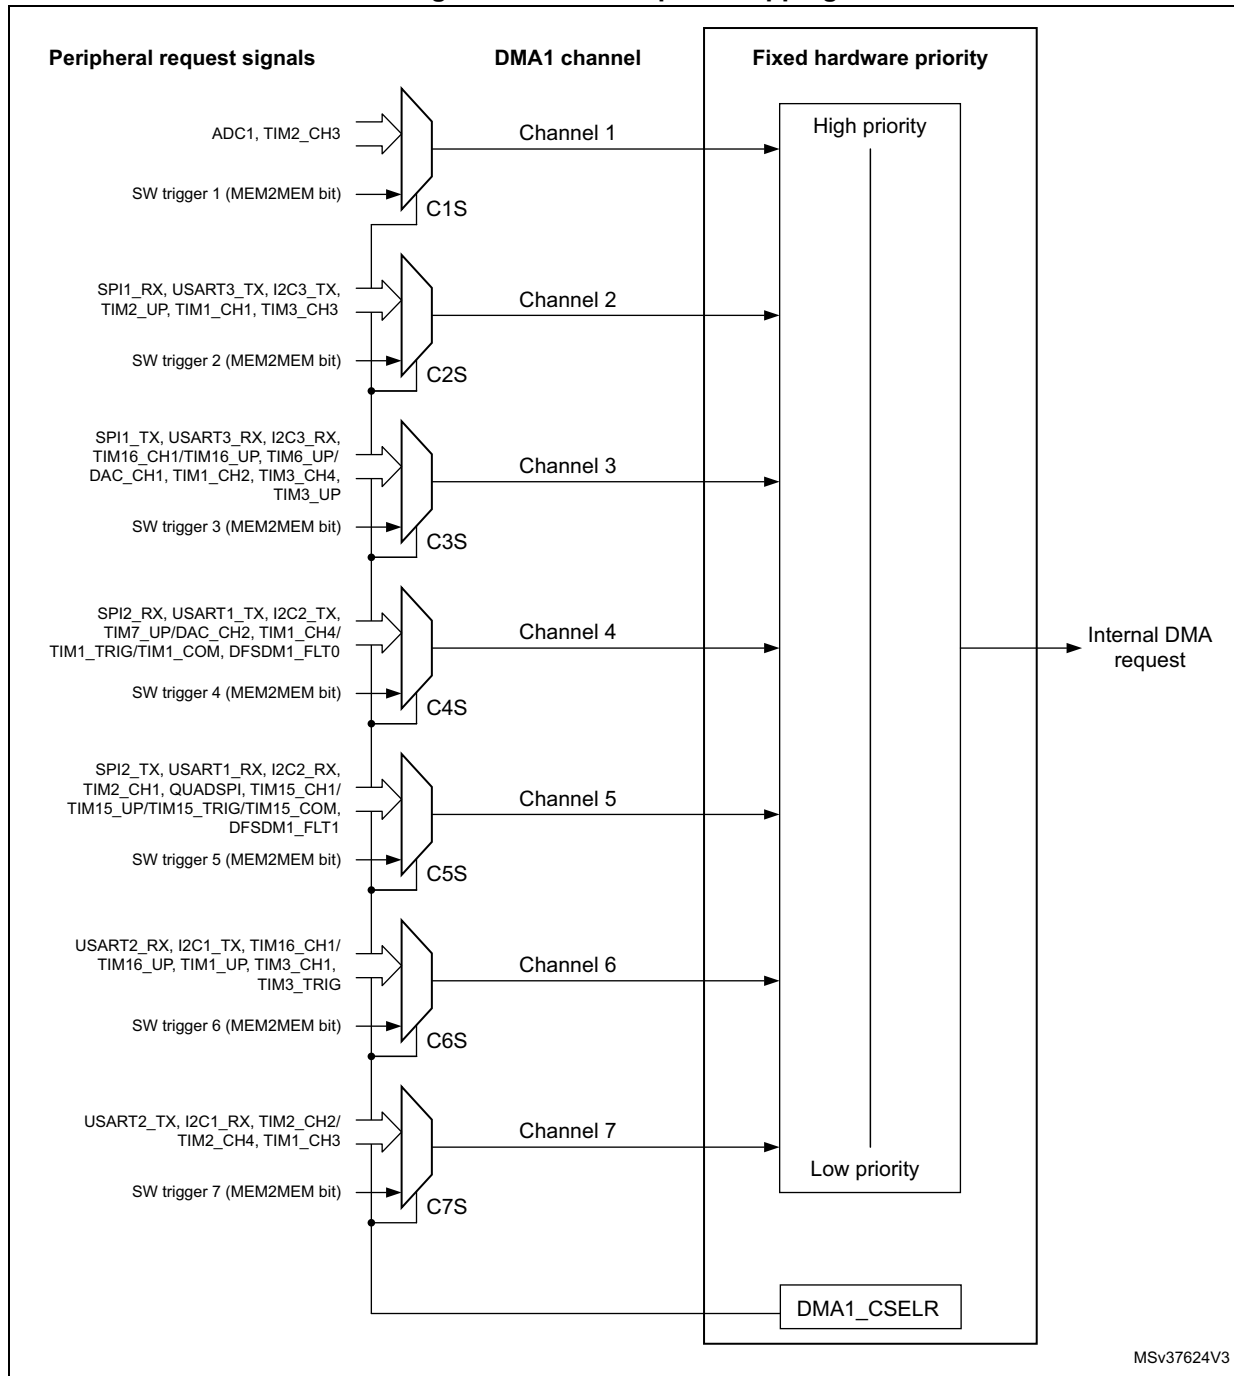 Peripheral request signals
DMA1 channel
Fixed hardware priority
High priority
ADC1, TIM2_CH3
Channel 1
SW trigger 1 (MEM2MEM bit)
C1S
SPI1_RX, USART3_TX, I2C3_TX,
TIM2_UP, TIM1_CH1, TIM3_CH3
Channel 2
SW trigger 2 (MEM2MEM bit)
C2S
SPI1_TX, USART3_RX, I2C3_RX,
TIM16_CH1/TIM16_UP, TIM6_UP/
DAC_CH1, TIM1_CH2, TIM3_CH4,
TIM3_UP
Channel 3
SW trigger 3 (MEM2MEM bit)
C3S
SPI2_RX, USART1_TX, I2C2_TX,
TIM7_UP/DAC_CH2, TIM1_CH4/
TIM1_TRIG/TIM1_COM, DFSDM1_FLT0
Channel 4
Internal DMA
request
SW trigger 4 (MEM2MEM bit)
C4S
SPI2_TX, USART1_RX, I2C2_RX,
TIM2_CH1, QUADSPI, TIM15_CH1/
TIM15_UP/TIM15_TRIG/TIM15_COM,
DFSDM1_FLT1
Channel 5
SW trigger 5 (MEM2MEM bit)
C5S
USART2_RX, I2C1_TX, TIM16_CH1/
TIM16_UP, TIM1_UP, TIM3_CH1,
TIM3_TRIG
Channel 6
SW trigger 6 (MEM2MEM bit)
C6S
USART2_TX, I2C1_RX, TIM2_CH2/
TIM2_CH4, TIM1_CH3
Channel 7
Low priority
SW trigger 7 (MEM2MEM bit)
C7S
DMA1_CSELR
MSv37624V3